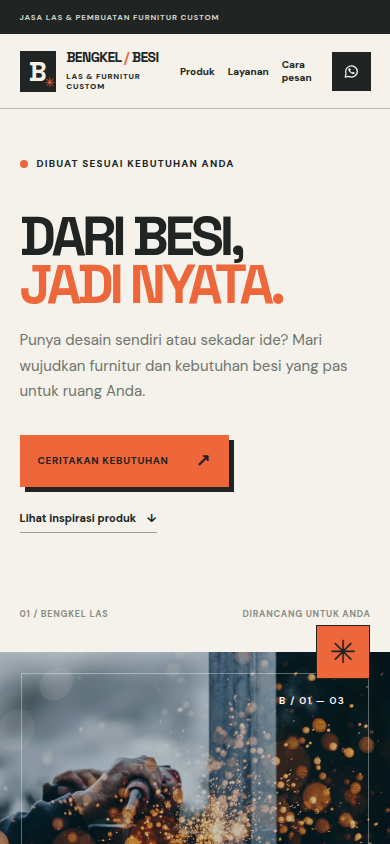 JASA LAS & PEMBUATAN FURNITUR CUSTOM
B
BENGKEL / BESI
LAS & FURNITUR
CUSTOM
Produk
Layanan
Cara
pesan
DIBUAT SESUAI KEBUTUHAN ANDA
DARI BESI,
JADI NYATA.
Punya desain sendiri atau sekadar ide? Mari
wujudkan furnitur dan kebutuhan besi yang pas
untuk ruang Anda.
CERITAKAN KEBUTUHAN ↗
Lihat inspirasi produk ↓
01 / BENGKEL LAS
DIRANCANG UNTUK ANDA
B / 01 — 03